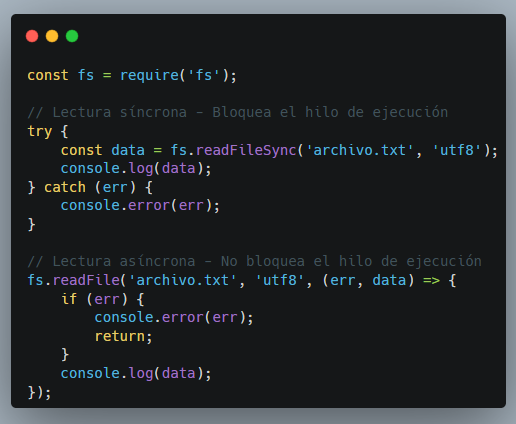 const fs = require('fs');

// Lectura síncrona - Bloquea el hilo de ejecución
try {
    const data = fs.readFileSync('archivo.txt', 'utf8');
    console.log(data);
} catch (err) {
    console.error(err);
}

// Lectura asíncrona - No bloquea el hilo de ejecución
fs.readFile('archivo.txt', 'utf8', (err, data) => {
    if (err) {
        console.error(err);
        return;
    }
    console.log(data);
});